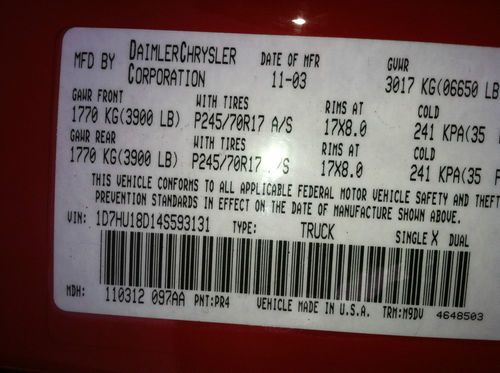 MFD BY DAIMLERCHRYSLER CORPORATION DATE OF MFR 11-03 GVWR 3017 KG(06650 LB
GAWR FRONT WITH TIRES RIMS AT COLD
1770 KG(3900 LB) P245/70R17 A/S 17X8.0 241 KPA(35 P
GAWR REAR WITH TIRES RIMS AT COLD
1770 KG(3900 LB) P245/70R17 A/S 17X8.0 241 KPA(35 P
THIS VEHICLE CONFORMS TO ALL APPLICABLE FEDERAL MOTOR VEHICLE SAFETY AND THEFT
PREVENTION STANDARDS IN EFFECT ON THE DATE OF MANUFACTURE SHOWN ABOVE.
VIN: 1D7HU18D14S593131 TYPE: TRUCK SINGLE X DUAL
MDH: 110312 097AA PNT:PR4 VEHICLE MADE IN U.S.A. TRM:M9DV 4648503